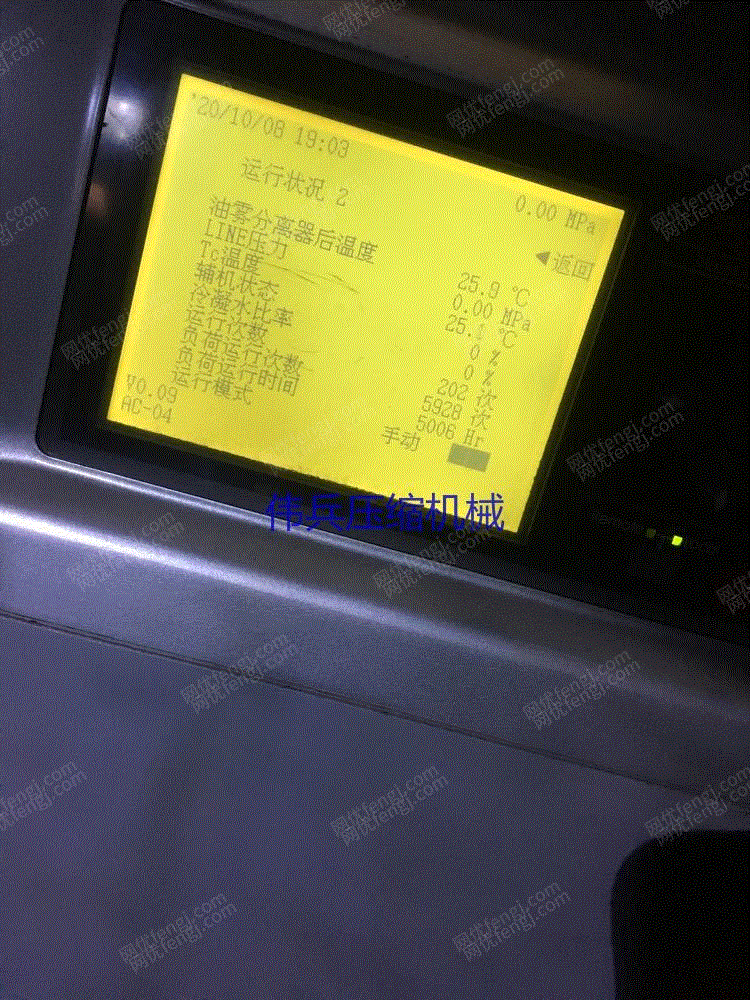 '20/10/08 19:03
0.00 MPa
运行状况 2
◀返回
油雾分离器后温度 25.9 ℃
LINE压力 0.00 MPa
Tc温度 ℃
辅机状态 0 %
冷凝水比率 0 %
运行次数 202 次
负荷运行次数 5928 次
负荷运行时间 5006 Hr
运行模式 手动
V0.09
AC-04
伟兵压缩机械
网优fengj.com